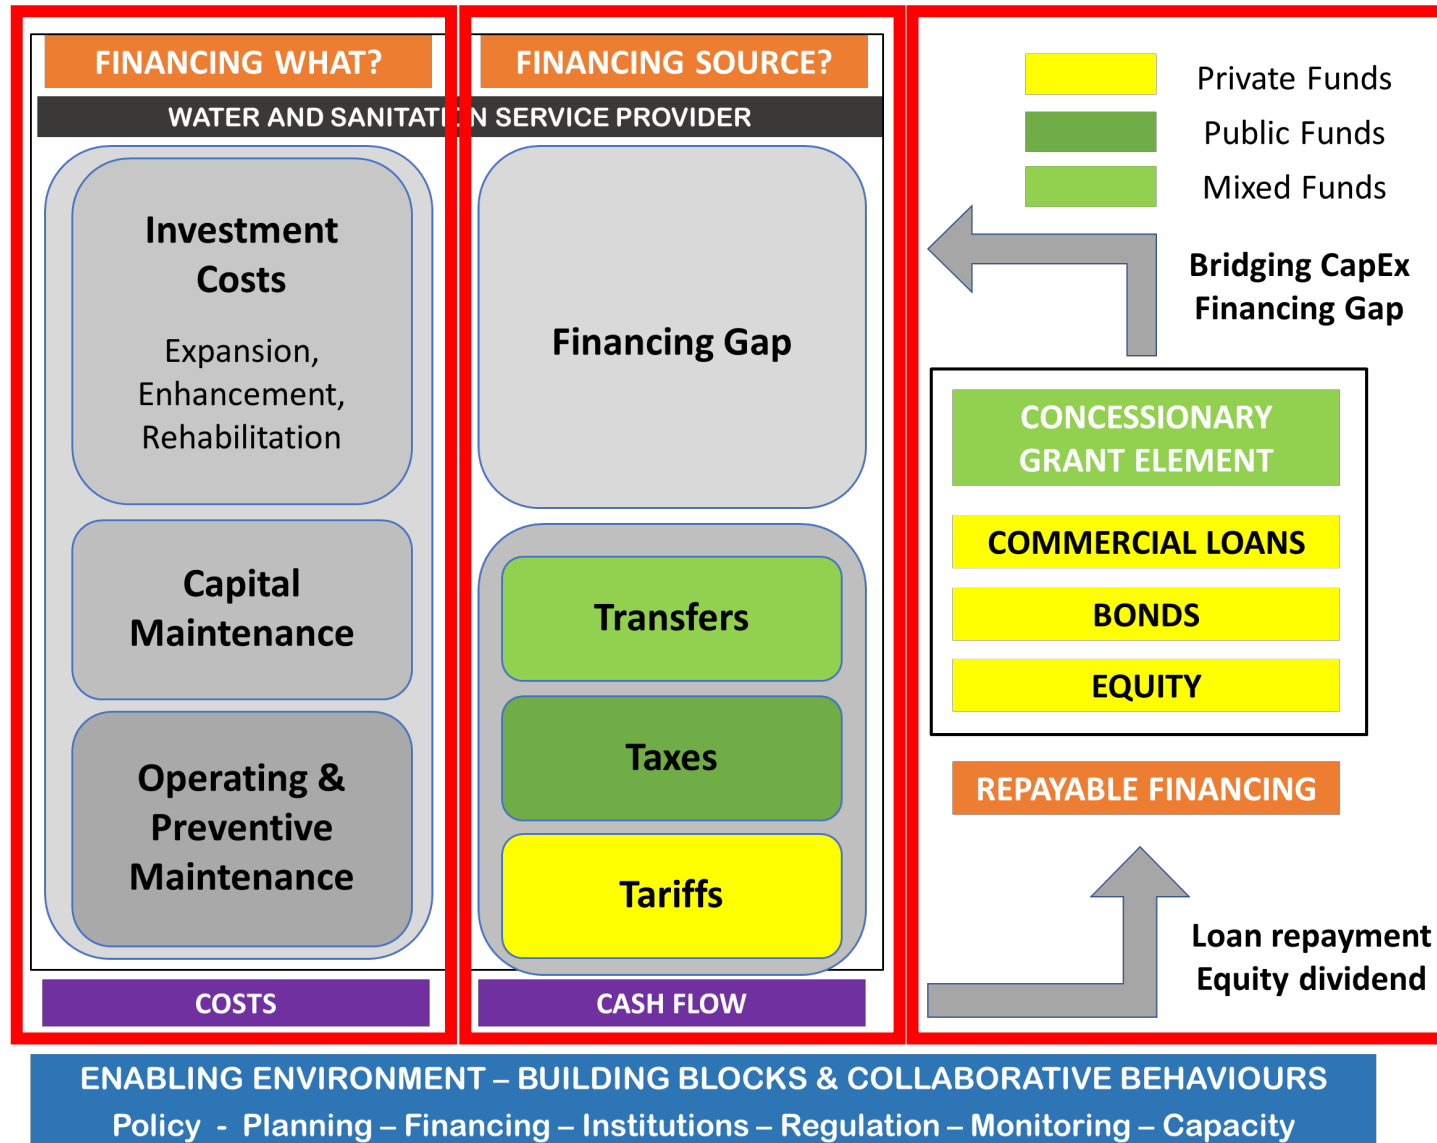 FINANCING WHAT?
FINANCING SOURCE?
WATER AND SANITATI N SERVICE PROVIDER
Investment
Costs
Expansion,
Enhancement,
Rehabilitation
Capital
Maintenance
Operating &
Preventive
Maintenance
COSTS
Financing Gap
Transfers
Taxes
Tariffs
CASH FLOW
Private Funds
Public Funds
Mixed Funds
Bridging CapEx
Financing Gap
CONCESSIONARY
GRANT ELEMENT
COMMERCIAL LOANS
BONDS
EQUITY
REPAYABLE FINANCING
Loan repayment
Equity dividend
ENABLING ENVIRONMENT – BUILDING BLOCKS & COLLABORATIVE BEHAVIOURS
Policy - Planning – Financing – Institutions – Regulation – Monitoring – Capacity